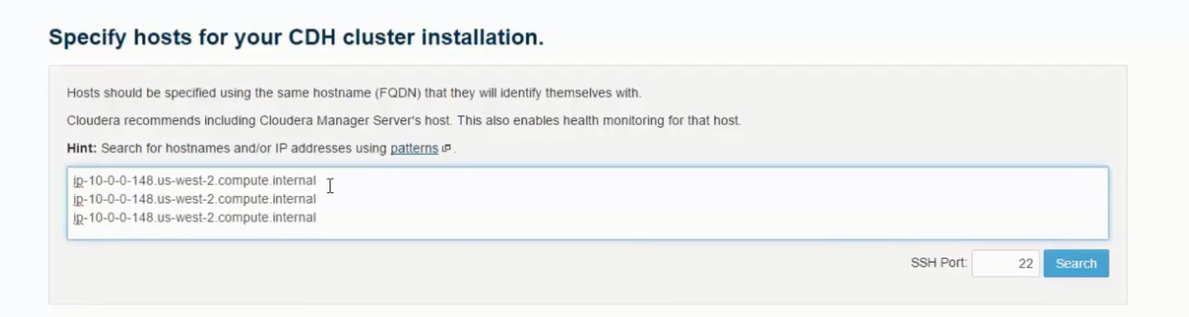 Specify hosts for your CDH cluster installation.
Hosts should be specified using the same hostname (FQDN) that they will identify themselves with.
Cloudera recommends including Cloudera Manager Server's host. This also enables health monitoring for that host.
Hint: Search for hostnames and/or IP addresses using patterns .
ip-10-0-0-148.us-west-2.compute.internal
ip-10-0-0-148.us-west-2.compute.internal
ip-10-0-0-148.us-west-2.compute.internal
SSH Port: 22 Search